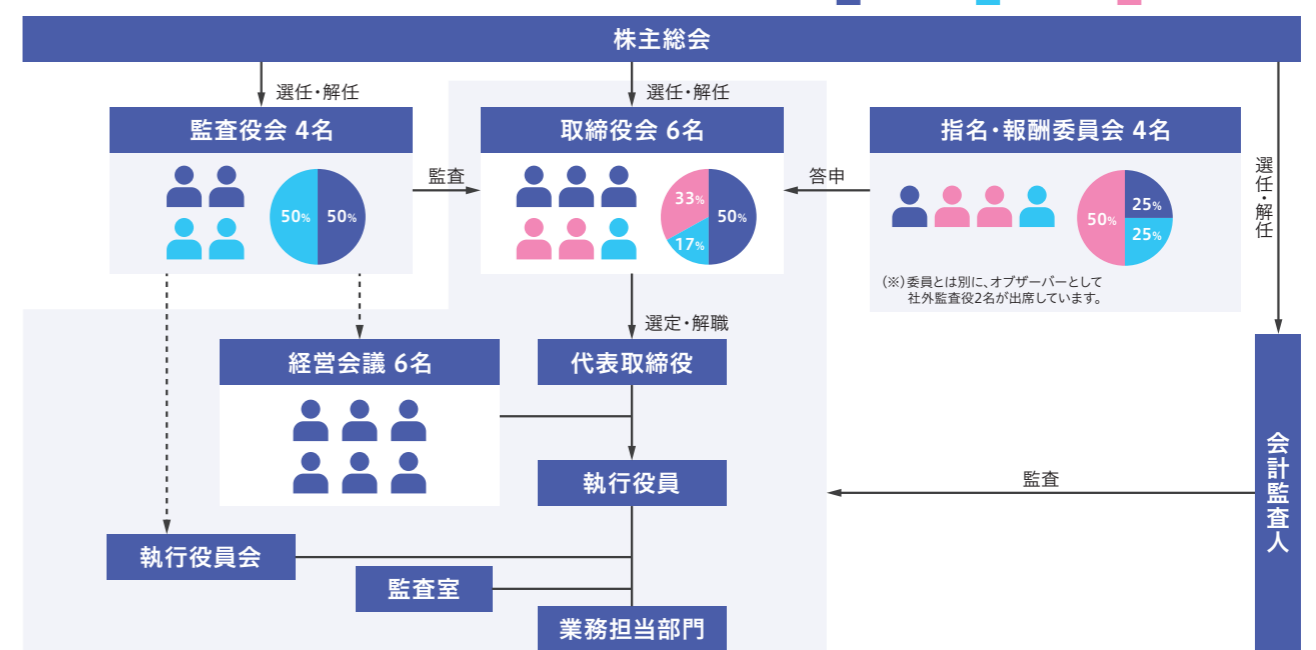 株主総会
選任・解任
選任・解任
監査役会 4名
取締役会 6名
指名・報酬委員会 4名
選任・解任
監査
答申
50%
50%
33%
50%
17%
50%
25%
25%
(※)委員とは別に、オブザーバーとして
社外監査役2名が出席しています。
選定・解職
経営会議 6名
代表取締役
執行役員
監査
会計監査人
執行役員会
監査室
業務担当部門